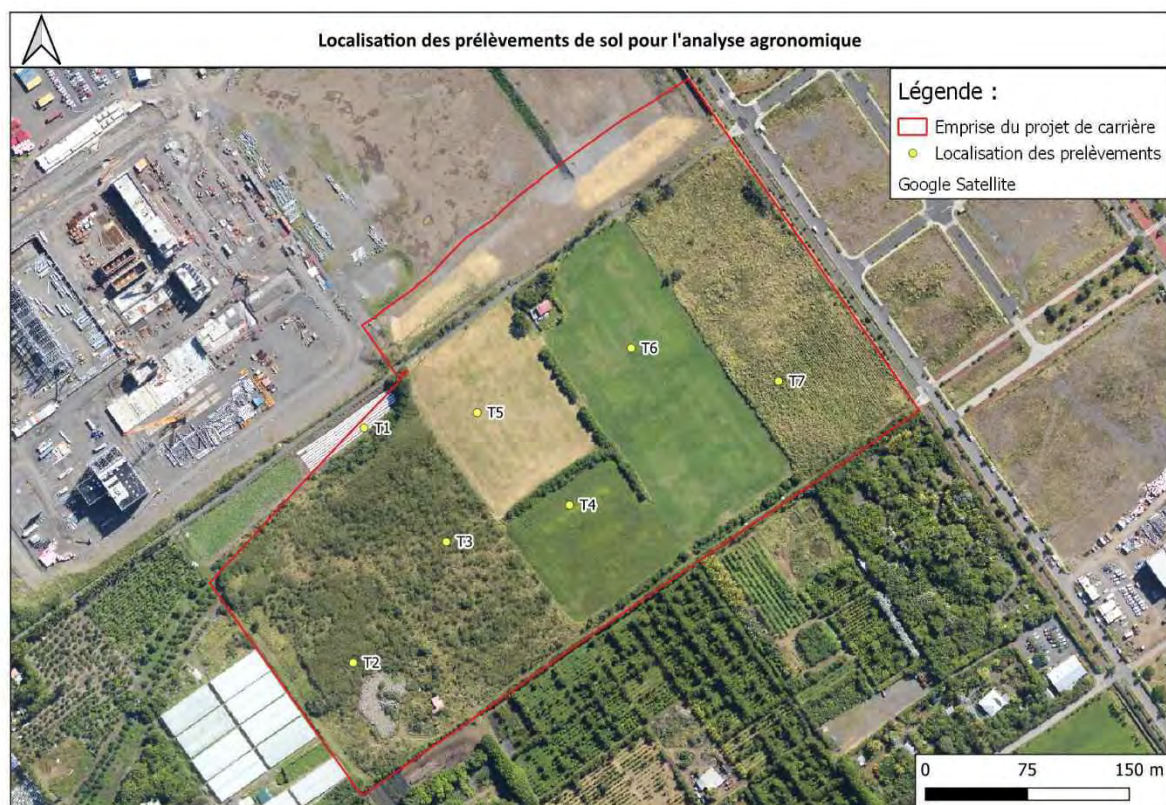 Localisation des prélèvements de sol pour l'analyse agronomique
Légende :
Emprise du projet de carrière
Localisation des prelèvements
Google Satellite
T6
T7
T5
T1
T4
T3
T2
0 75 150 m